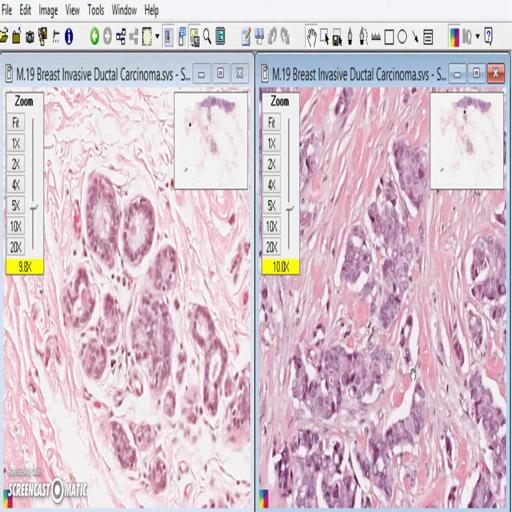 File Edit Image View Tools Window Help
M.19 Breast Invasive Ductal Carcinoma.svs - S...
Zoom
Fit
1X
2X
4X
5X
10X
20X
9.8X
Recorded with
SCREENCAST-O-MATIC
M.19 Breast Invasive Ductal Carcinoma.svs - S...
Zoom
Fit
1X
2X
4X
5X
10X
20X
10.0X